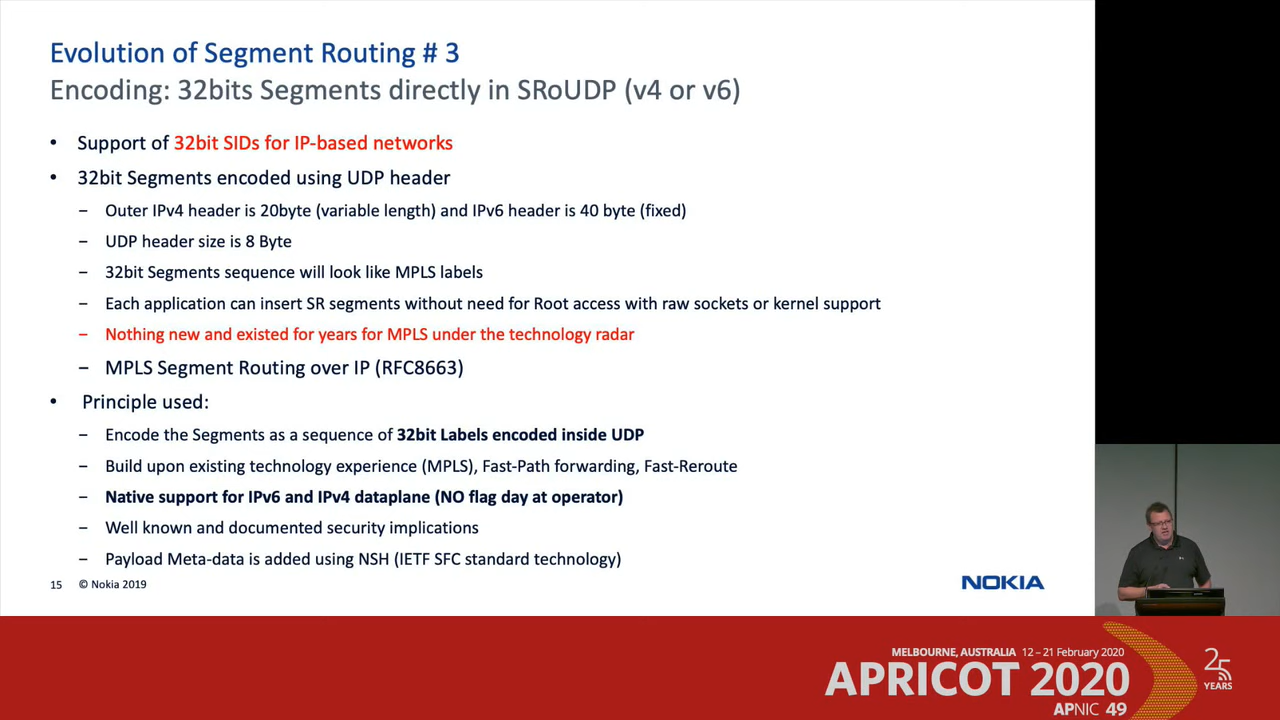 Evolution of Segment Routing # 3
Encoding: 32bits Segments directly in SRoUDP (v4 or v6)
• Support of 32bit SIDs for IP-based networks
• 32bit Segments encoded using UDP header
– Outer IPv4 header is 20byte (variable length) and IPv6 header is 40 byte (fixed)
– UDP header size is 8 Byte
– 32bit Segments sequence will look like MPLS labels
– Each application can insert SR segments without need for Root access with raw sockets or kernel support
– Nothing new and existed for years for MPLS under the technology radar
– MPLS Segment Routing over IP (RFC8663)
• Principle used:
– Encode the Segments as a sequence of 32bit Labels encoded inside UDP
– Build upon existing technology experience (MPLS), Fast-Path forwarding, Fast-Reroute
– Native support for IPv6 and IPv4 dataplane (NO flag day at operator)
– Well known and documented security implications
– Payload Meta-data is added using NSH (IETF SFC standard technology)
15 © Nokia 2019
NOKIA
MELBOURNE, AUSTRALIA 12 – 21 February 2020
APRICOT 2020
APNIC 49
25
YEARS